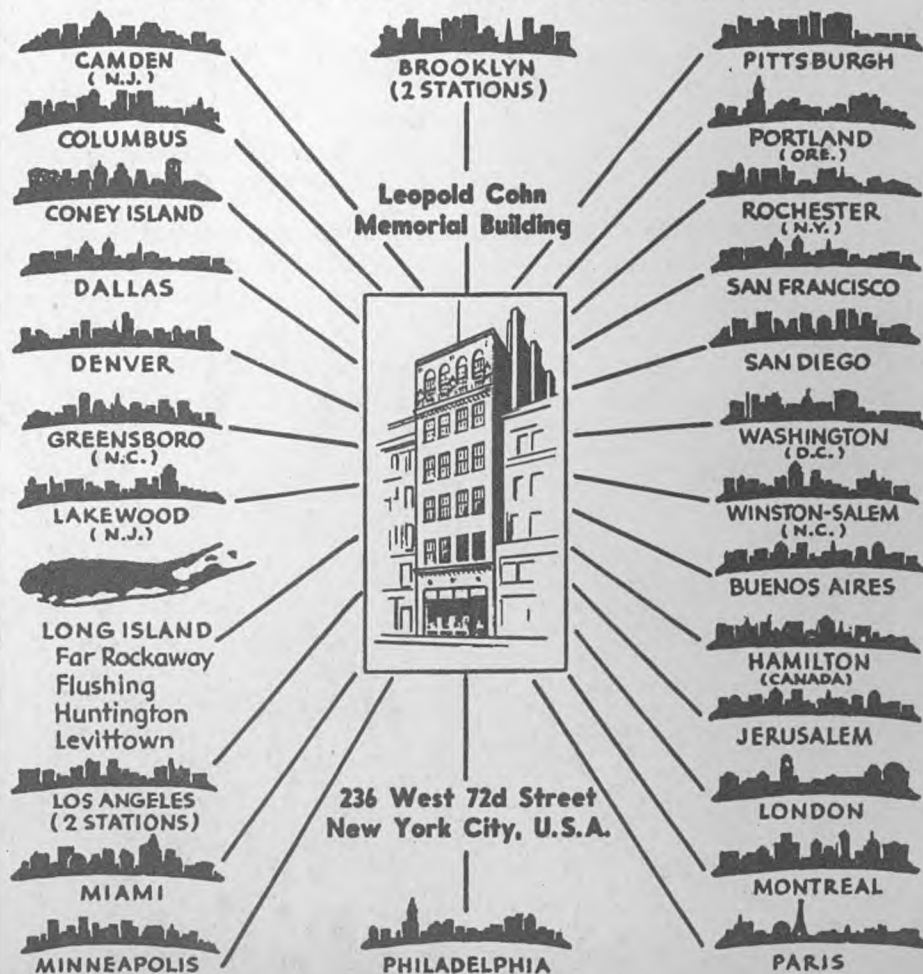 CAMDEN
(N.J.)
COLUMBUS
CONEY ISLAND
DALLAS
DENVER
GREENSBORO
(N.C.)
LAKEWOOD
(N.J.)
LONG ISLAND
Far Rockaway
Flushing
Huntington
Levittown
LOS ANGELES
(2 STATIONS)
MIAMI
MINNEAPOLIS
BROOKLYN
(2 STATIONS)
Leopold Cohn
Memorial Building
236 West 72d Street
New York City, U.S.A.
PHILADELPHIA
PITTSBURGH
PORTLAND
(ORE.)
ROCHESTER
(N.Y.)
SAN FRANCISCO
SAN DIEGO
WASHINGTON
(D.C.)
WINSTON-SALEM
(N.C.)
BUENOS AIRES
HAMILTON
(CANADA)
JERUSALEM
LONDON
MONTREAL
PARIS